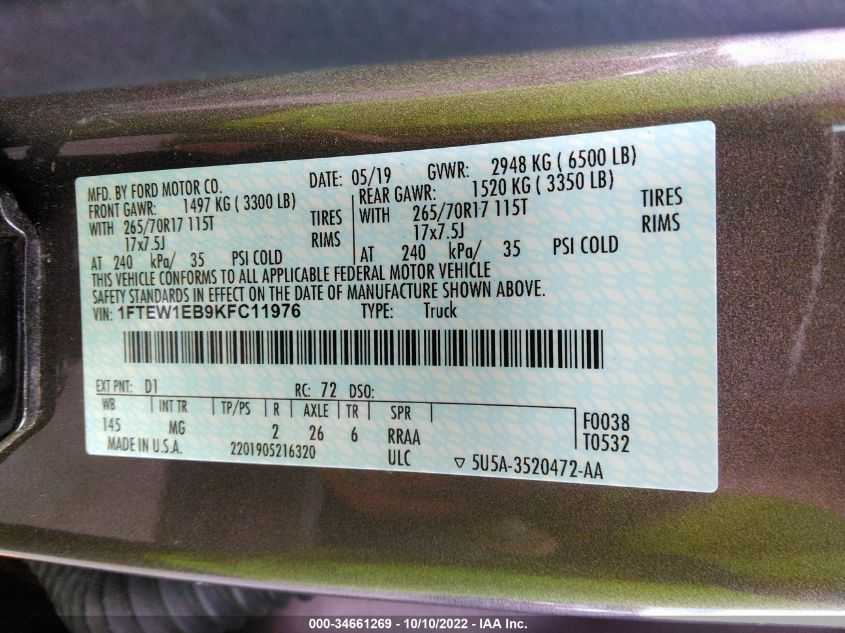 MFD. BY FORD MOTOR CO. DATE: 05/19 GVWR: 2948 KG ( 6500 LB)
FRONT GAWR: 1497 KG ( 3300 LB) REAR GAWR: 1520 KG ( 3350 LB)
WITH 265/70R17 115T TIRES WITH 265/70R17 115T TIRES
17x7.5J RIMS 17x7.5J RIMS
AT 240 kPa/ 35 PSI COLD AT 240 kPa/ 35 PSI COLD
THIS VEHICLE CONFORMS TO ALL APPLICABLE FEDERAL MOTOR VEHICLE
SAFETY STANDARDS IN EFFECT ON THE DATE OF MANUFACTURE SHOWN ABOVE.
VIN: 1FTEW1EB9KFC11976 TYPE: Truck
EXT PNT: D1 RC: 72 DSO:
WB INT TR TP/PS R AXLE TR SPR F0038
145 MG 2 26 6 RRAA T0532
MADE IN U.S.A. 2201905216320 ULC ▽ 5U5A-3520472-AA
000-34661269 - 10/10/2022 - IAA Inc.